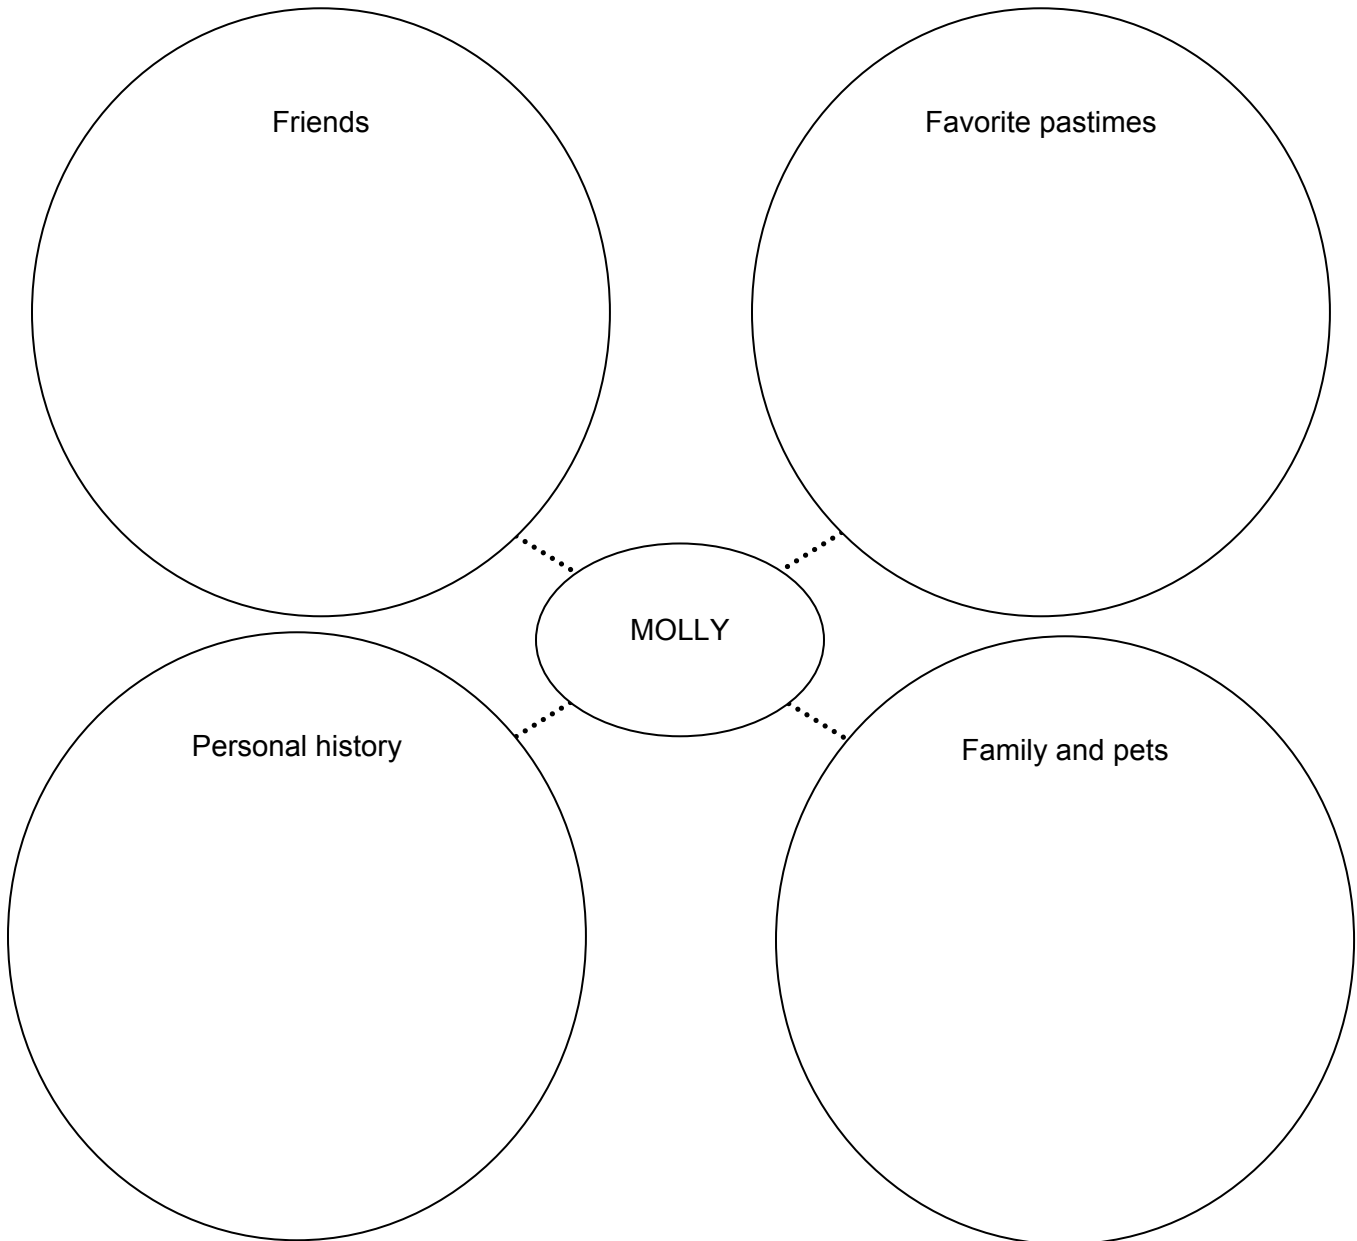 Friends
Favorite pastimes
MOLLY
Personal history
Family and pets